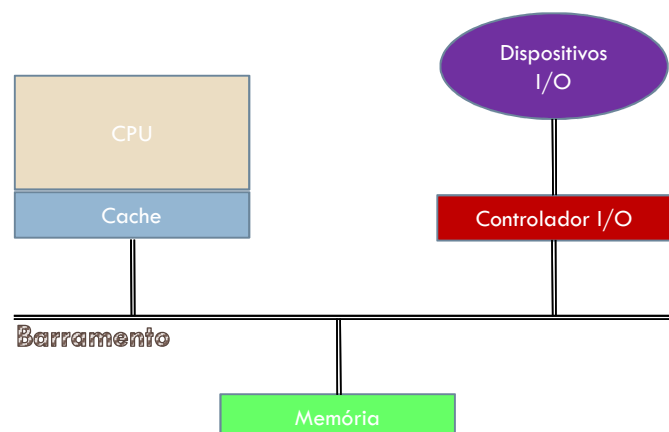 Dispositivos
I/O
CPU
Cache
Controlador I/O
Barramento
Memória